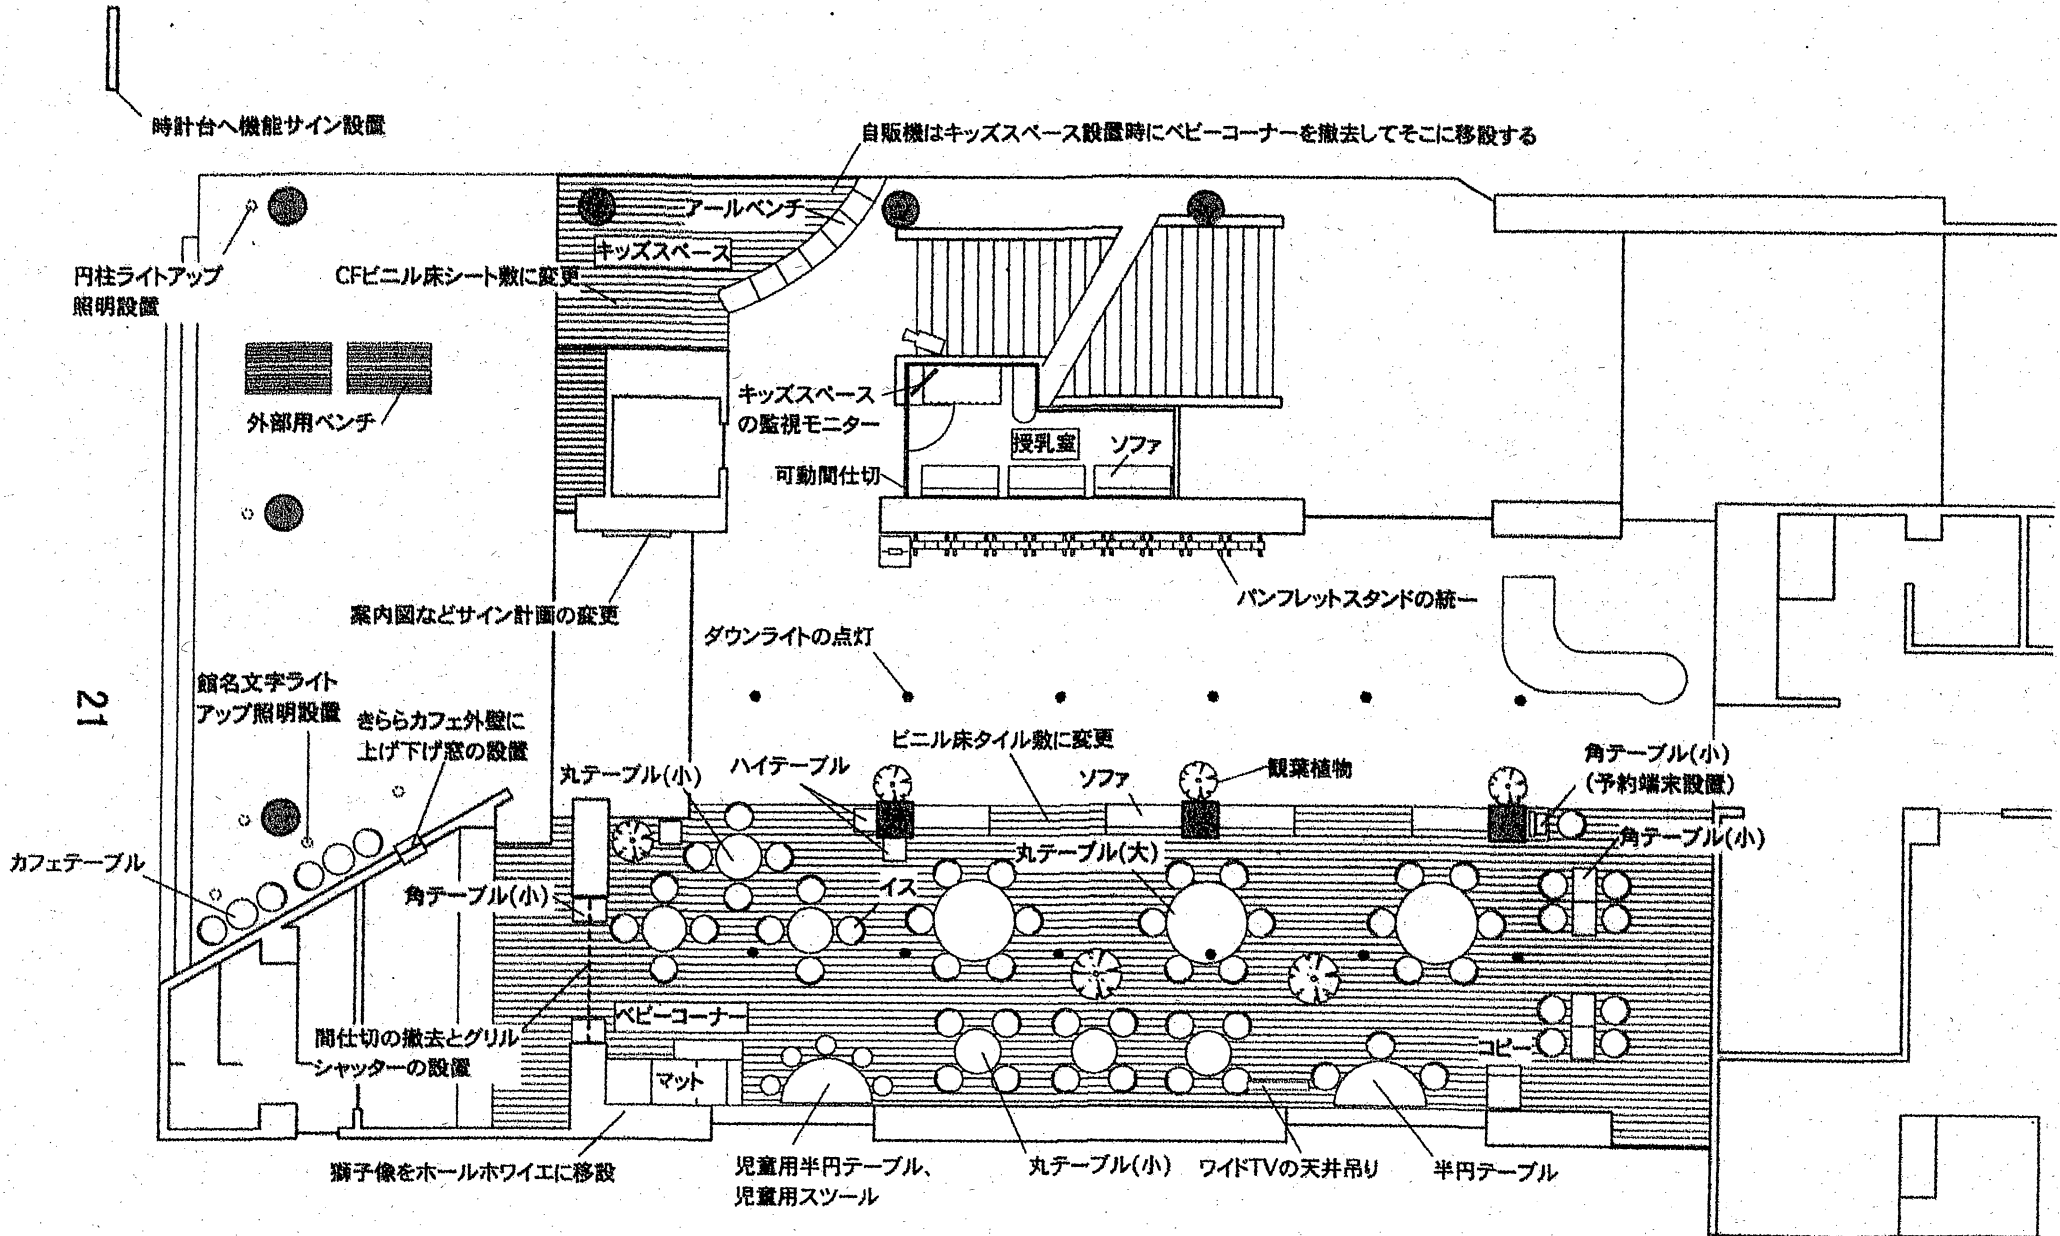 時計台へ機能サイン設置
自販機はキッズスペース設置時にベビーコーナーを撤去してそこに移設する
アールベンチ
キッズスペース
円柱ライトアップ
照明設置
CFビニル床シート敷に変更
外部用ベンチ
キッズスペース
の監視モニター
授乳室
ソファ
可動間仕切
案内図などサイン計画の変更
パンフレットスタンドの統一
ダウンライトの点灯
館名文字ライト
アップ照明設置
きららカフェ外壁に
上げ下げ窓の設置
21
丸テーブル(小)
ハイテーブル
ビニル床タイル敷に変更
ソファ
観葉植物
角テーブル(小)
(予約端末設置)
角テーブル(小)
カフェテーブル
丸テーブル(大)
角テーブル(小)
イス
間仕切の撤去とグリル
シャッターの設置
ベビーコーナー
マット
コピー
獅子像をホールホワイエに移設
児童用半円テーブル、
児童用スツール
丸テーブル(小)
ワイドTVの天井吊り
半円テーブル